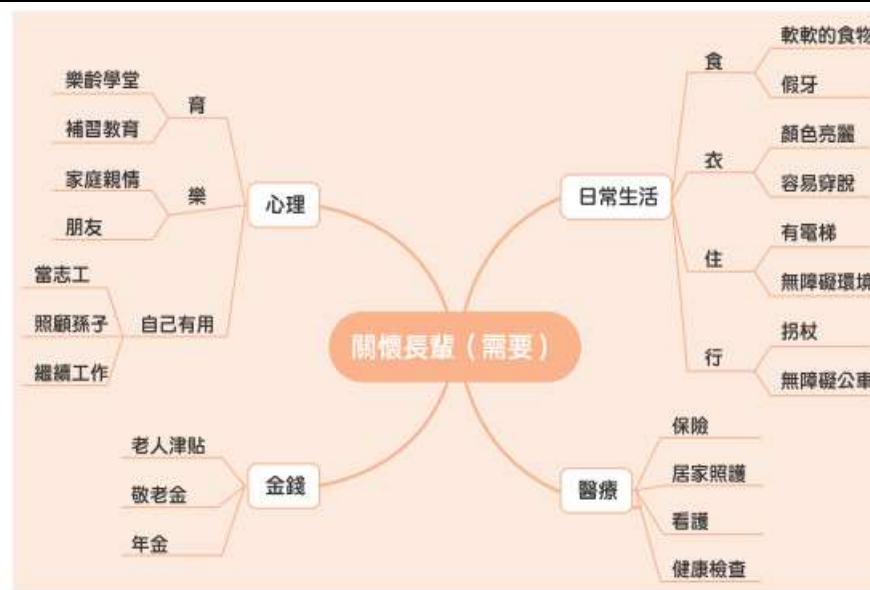 關懷長輩（需要）
心理
育
樂齡學堂
補習教育
樂
家庭親情
朋友
自己有用
當志工
照顧孫子
繼續工作
金錢
老人津貼
敬老金
年金
日常生活
食
軟軟的食物
假牙
衣
顏色亮麗
容易穿脫
住
有電梯
無障礙環境
行
拐杖
無障礙公車
醫療
保險
居家照護
看護
健康檢查